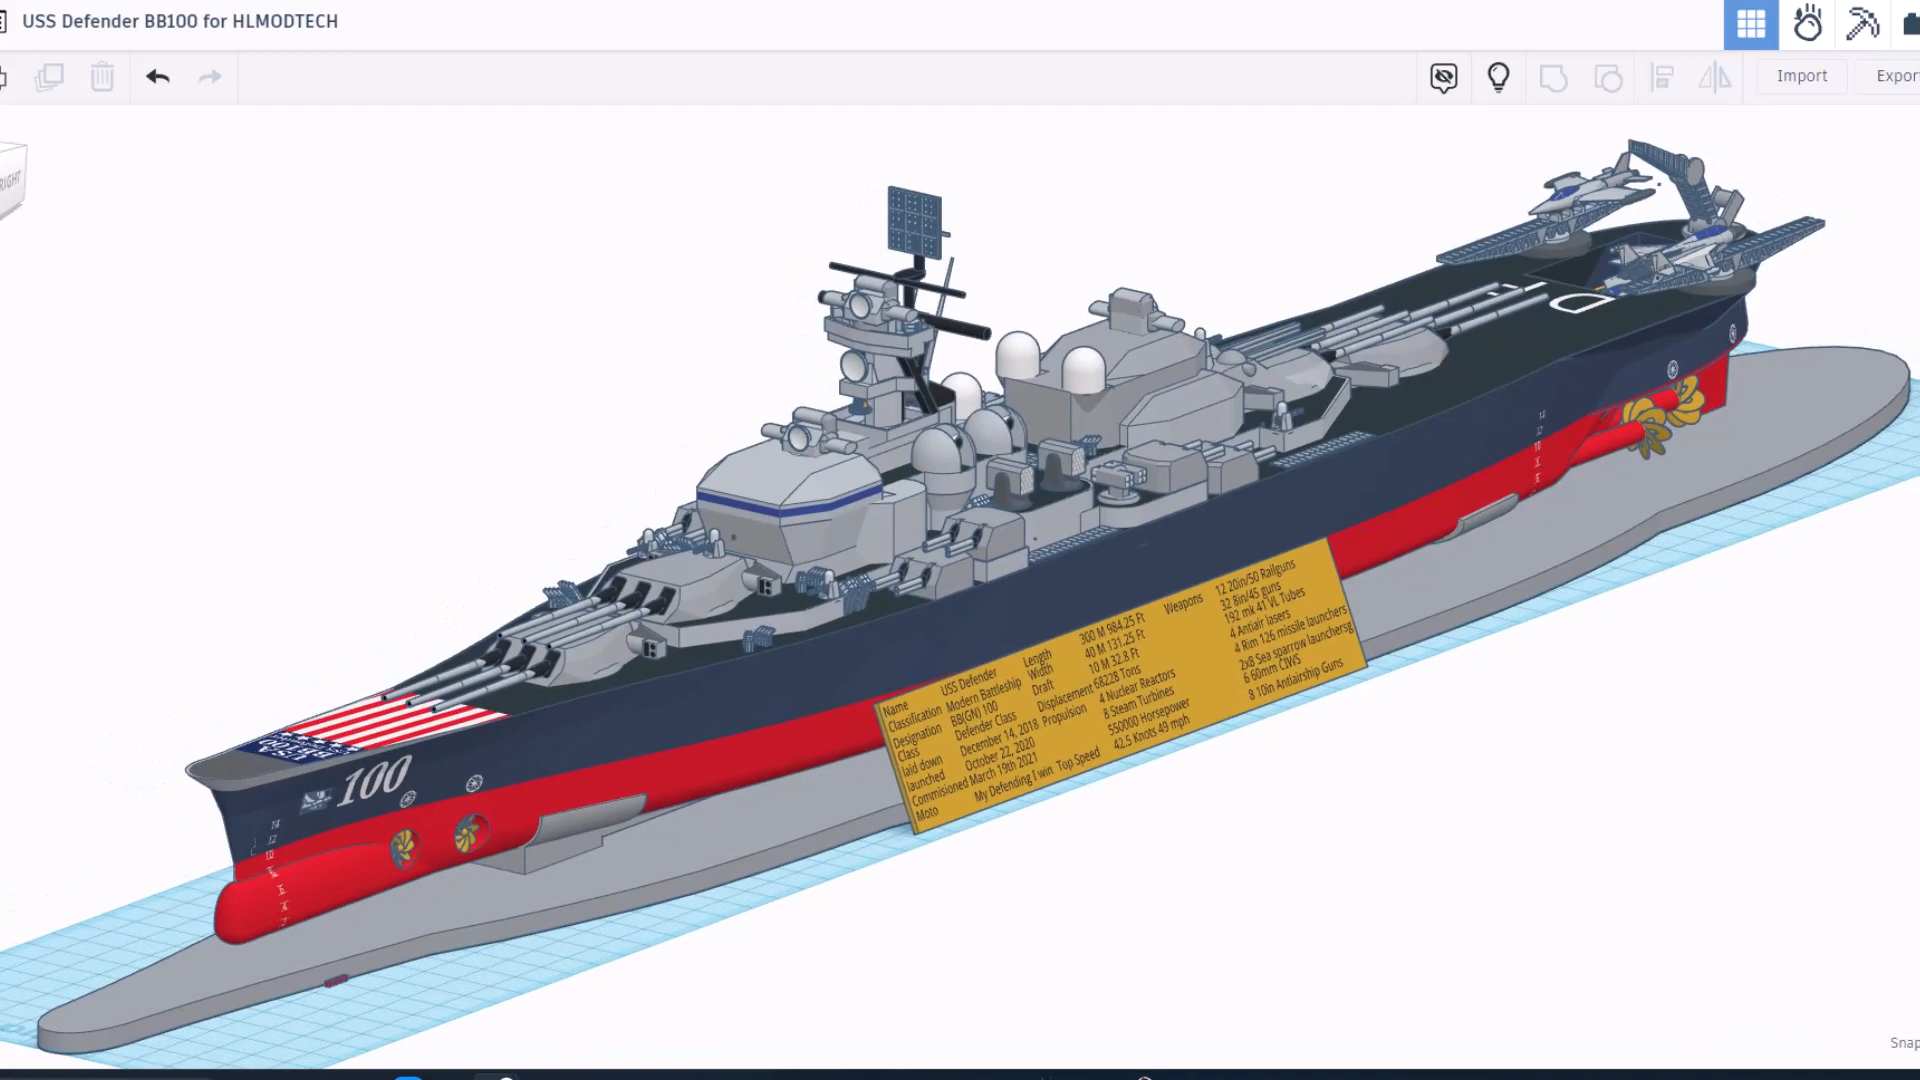 USS Defender BB100 for HLMODTECH
Import
Export
RIGHT
D
100
Name USS Defender
Classification Modern Battleship
Designation BB(GN) 100
Class Defender Class
laid down December 14, 2018
launched October 22, 2020
Commisioned March 19th 2021
Moto My Defending I win
Length 300 M 984.25 Ft
Width 40 M 131.25 Ft
Draft 10 M 32.8 Ft
Displacement 68228 Tons
Propulsion 4 Nuclear Reactors
8 Steam Turbines
550000 Horsepower
Top Speed 42.5 Knots 49 mph
Weapons 12 20in/50 Railguns
32 8in/45 guns
192 mk 41 VL Tubes
4 Antiair lasers
4 Rim 126 missile launchers
2x8 Sea sparrow launchersg
6 60mm CIWS
8 10in Antiairship Guns
Snap